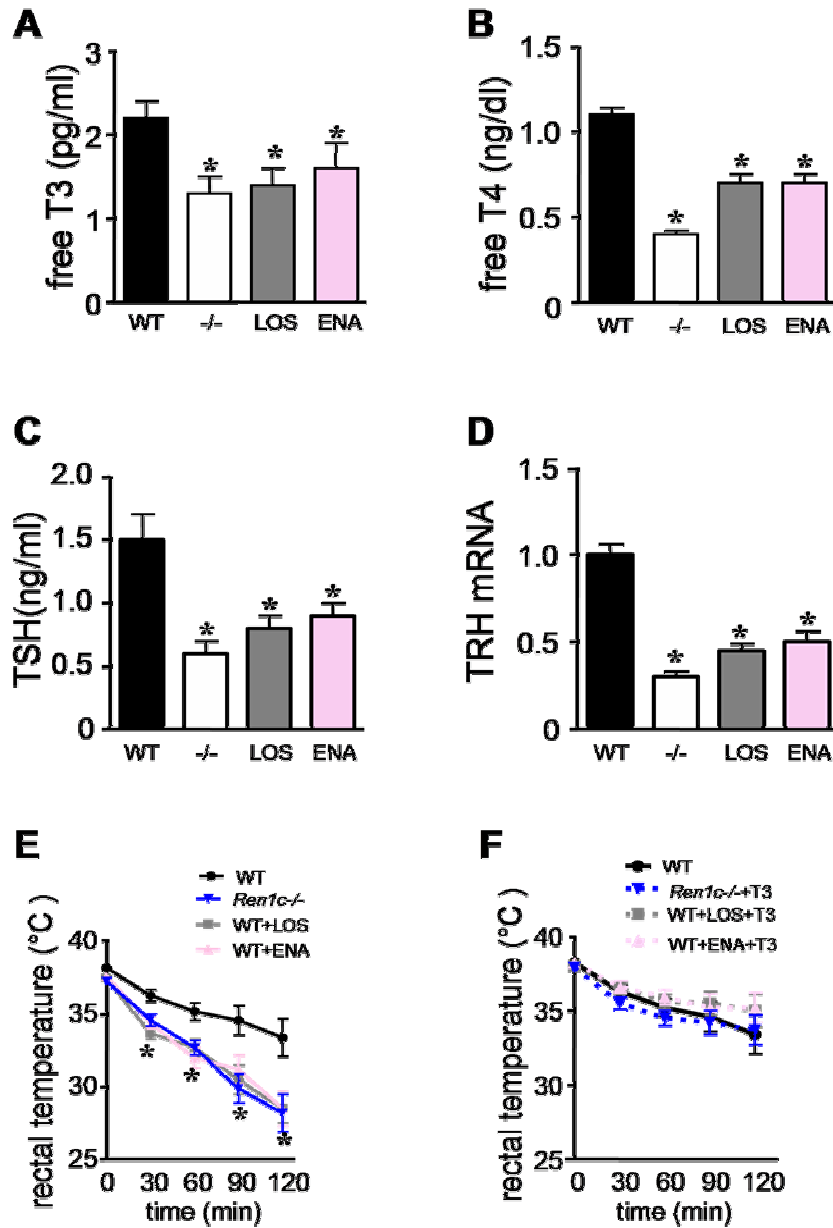 A
free T3 (pg/ml)
3
2
1
0
*
*
*
WT -/- LOS ENA
B
free T4 (ng/dl)
1.5
1.0
0.5
0
*
*
*
WT -/- LOS ENA
C
TSH(ng/ml)
2.0
1.5
1.0
0.5
0
*
*
*
WT -/- LOS ENA
D
TRH mRNA
1.5
1.0
0.5
0
*
*
*
WT -/- LOS ENA
E
WT
Ren1c-/-
WT+LOS
WT+ENA
rectal temperature (°C)
40
35
30
25
*
*
*
*
0 30 60 90 120
time (min)
F
WT
Ren1c-/-+T3
WT+LOS+T3
WT+ENA+T3
rectal temperature (°C)
40
35
30
25
0 30 60 90 120
time (min)